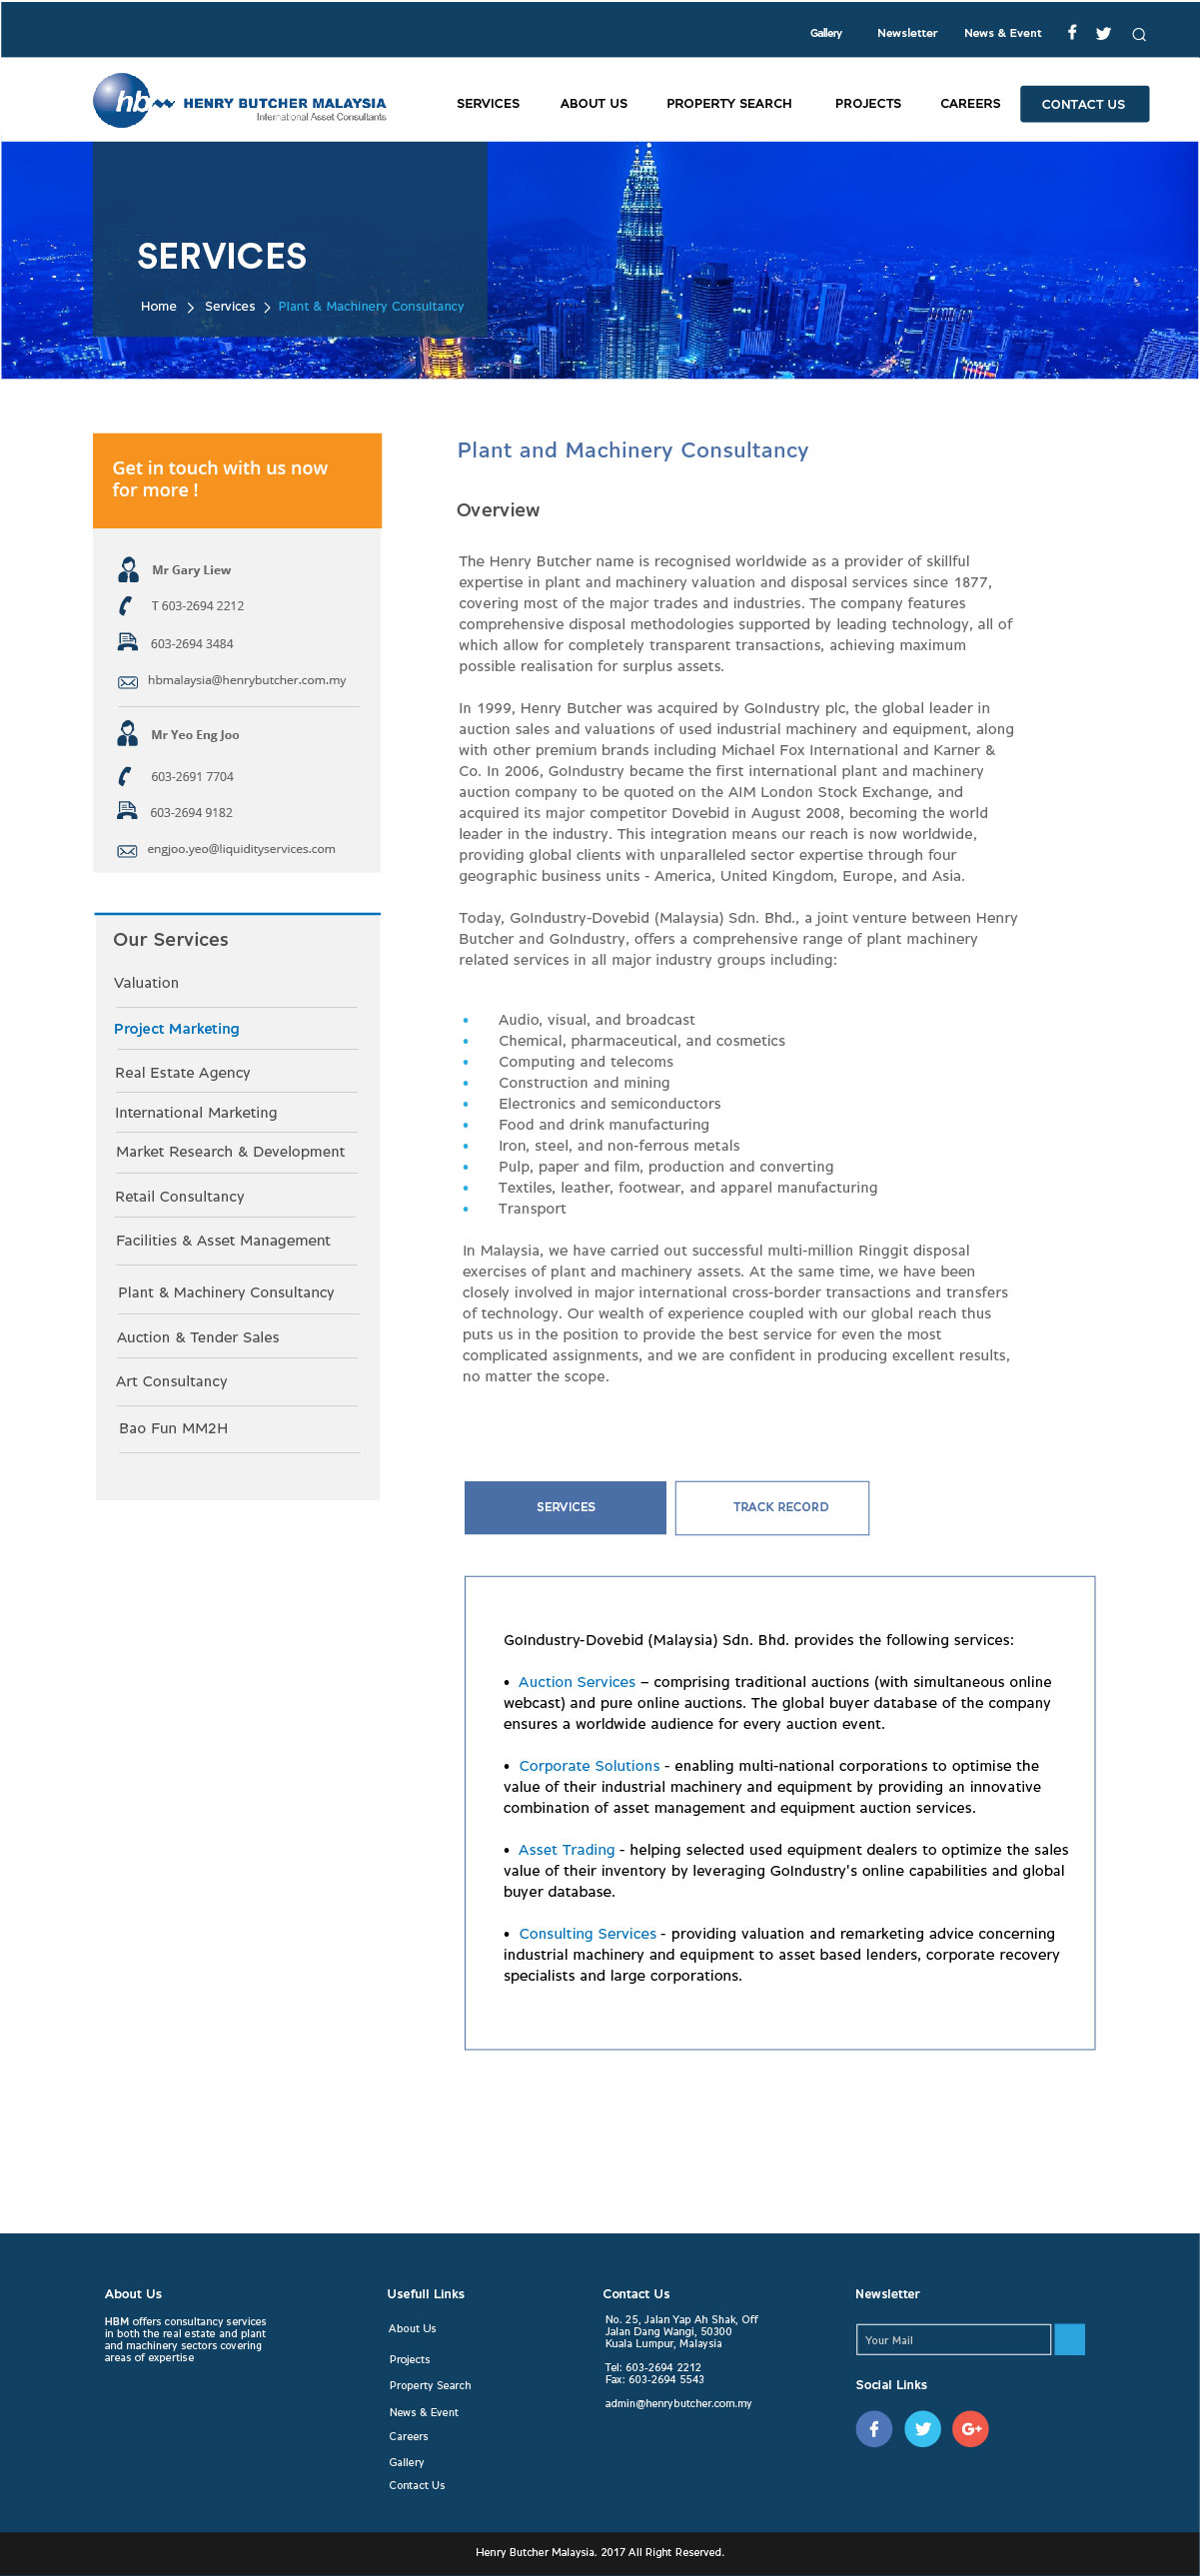 Gallery Newsletter News & Event
hb HENRY BUTCHER MALAYSIA
International Asset Consultants
SERVICES ABOUT US PROPERTY SEARCH PROJECTS CAREERS CONTACT US
SERVICES
Home > Services > Plant & Machinery Consultancy
Get in touch with us now
for more !
Mr Gary Liew
T 603-2694 2212
603-2694 3484
hbmalaysia@henrybutcher.com.my
Mr Yeo Eng Joo
603-2691 7704
603-2694 9182
engjoo.yeo@liquidityservices.com
Our Services
Valuation
Project Marketing
Real Estate Agency
International Marketing
Market Research & Development
Retail Consultancy
Facilities & Asset Management
Plant & Machinery Consultancy
Auction & Tender Sales
Art Consultancy
Bao Fun MM2H
Plant and Machinery Consultancy
Overview
The Henry Butcher name is recognised worldwide as a provider of skillful
expertise in plant and machinery valuation and disposal services since 1877,
covering most of the major trades and industries. The company features
comprehensive disposal methodologies supported by leading technology, all of
which allow for completely transparent transactions, achieving maximum
possible realisation for surplus assets.
In 1999, Henry Butcher was acquired by GoIndustry plc, the global leader in
auction sales and valuations of used industrial machinery and equipment, along
with other premium brands including Michael Fox International and Karner &
Co. In 2006, GoIndustry became the first international plant and machinery
auction company to be quoted on the AIM London Stock Exchange, and
acquired its major competitor Dovebid in August 2008, becoming the world
leader in the industry. This integration means our reach is now worldwide,
providing global clients with unparalleled sector expertise through four
geographic business units - America, United Kingdom, Europe, and Asia.
Today, GoIndustry-Dovebid (Malaysia) Sdn. Bhd., a joint venture between Henry
Butcher and GoIndustry, offers a comprehensive range of plant machinery
related services in all major industry groups including:
• Audio, visual, and broadcast
• Chemical, pharmaceutical, and cosmetics
• Computing and telecoms
• Construction and mining
• Electronics and semiconductors
• Food and drink manufacturing
• Iron, steel, and non-ferrous metals
• Pulp, paper and film, production and converting
• Textiles, leather, footwear, and apparel manufacturing
• Transport
In Malaysia, we have carried out successful multi-million Ringgit disposal
exercises of plant and machinery assets. At the same time, we have been
closely involved in major international cross-border transactions and transfers
of technology. Our wealth of experience coupled with our global reach thus
puts us in the position to provide the best service for even the most
complicated assignments, and we are confident in producing excellent results,
no matter the scope.
SERVICES TRACK RECORD
GoIndustry-Dovebid (Malaysia) Sdn. Bhd. provides the following services:
• Auction Services – comprising traditional auctions (with simultaneous online
webcast) and pure online auctions. The global buyer database of the company
ensures a worldwide audience for every auction event.
• Corporate Solutions - enabling multi-national corporations to optimise the
value of their industrial machinery and equipment by providing an innovative
combination of asset management and equipment auction services.
• Asset Trading - helping selected used equipment dealers to optimize the sales
value of their inventory by leveraging GoIndustry's online capabilities and global
buyer database.
• Consulting Services - providing valuation and remarketing advice concerning
industrial machinery and equipment to asset based lenders, corporate recovery
specialists and large corporations.
About Us
HBM offers consultancy services
in both the real estate and plant
and machinery sectors covering
areas of expertise
Usefull Links
About Us
Projects
Property Search
News & Event
Careers
Gallery
Contact Us
Contact Us
No. 25, Jalan Yap Ah Shak, Off
Jalan Dang Wangi, 50300
Kuala Lumpur, Malaysia
Tel: 603-2694 2212
Fax: 603-2694 5543
admin@henrybutcher.com.my
Newsletter
Your Mail
Social Links
Henry Butcher Malaysia. 2017 All Right Reserved.